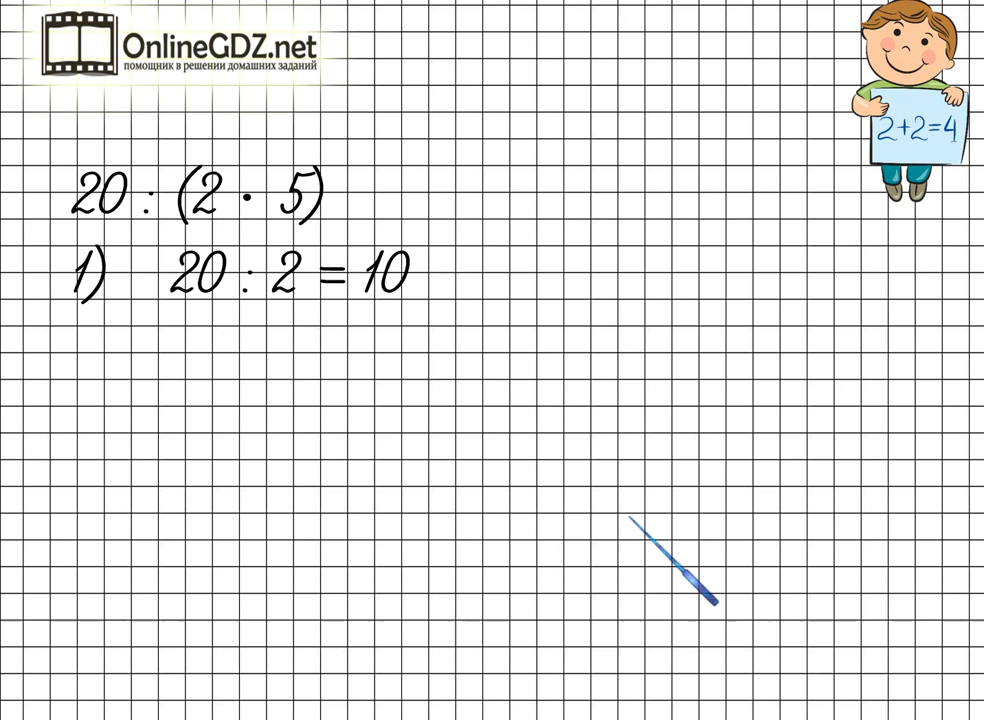 OnlineGDZ.net
помощник в решении домашних заданий
2+2=4
20 : (2 · 5)
1) 20 : 2 = 10